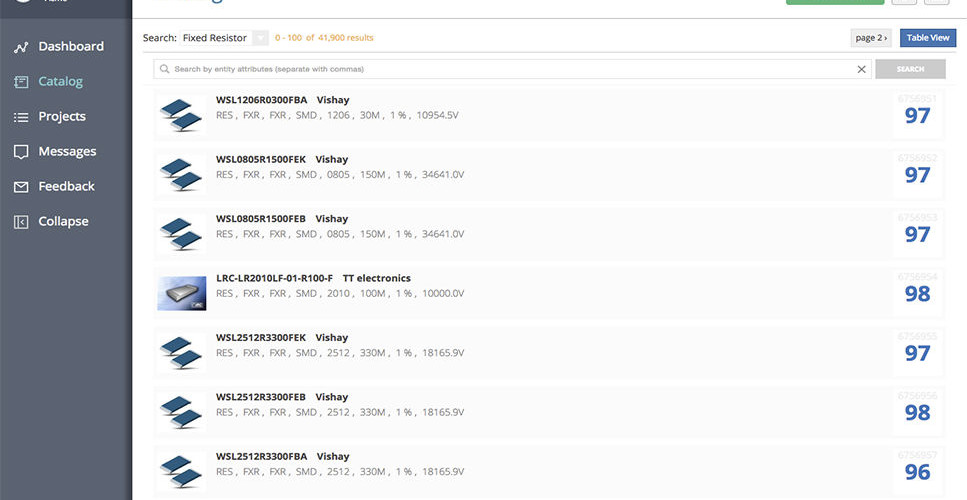 Dashboard
Catalog
Projects
Messages
Feedback
Collapse
Search: Fixed Resistor 0 - 100 of 41,900 results page 2 › Table View
Search by entity attributes (separate with commas) SEARCH
6756951
WSL1206R0300FBA Vishay
RES , FXR , FXR , SMD , 1206 , 30M , 1 % , 10954.5V
97
6756952
WSL0805R1500FEK Vishay
RES , FXR , FXR , SMD , 0805 , 150M , 1 % , 34641.0V
97
6756953
WSL0805R1500FEB Vishay
RES , FXR , FXR , SMD , 0805 , 150M , 1 % , 34641.0V
97
6756954
LRC-LR2010LF-01-R100-F TT electronics
RES , FXR , FXR , SMD , 2010 , 100M , 1 % , 10000.0V
98
6756955
WSL2512R3300FEK Vishay
RES , FXR , FXR , SMD , 2512 , 330M , 1 % , 18165.9V
97
6756956
WSL2512R3300FEB Vishay
RES , FXR , FXR , SMD , 2512 , 330M , 1 % , 18165.9V
98
6756957
WSL2512R3300FBA Vishay
RES , FXR , FXR , SMD , 2512 , 330M , 1 % , 18165.9V
96